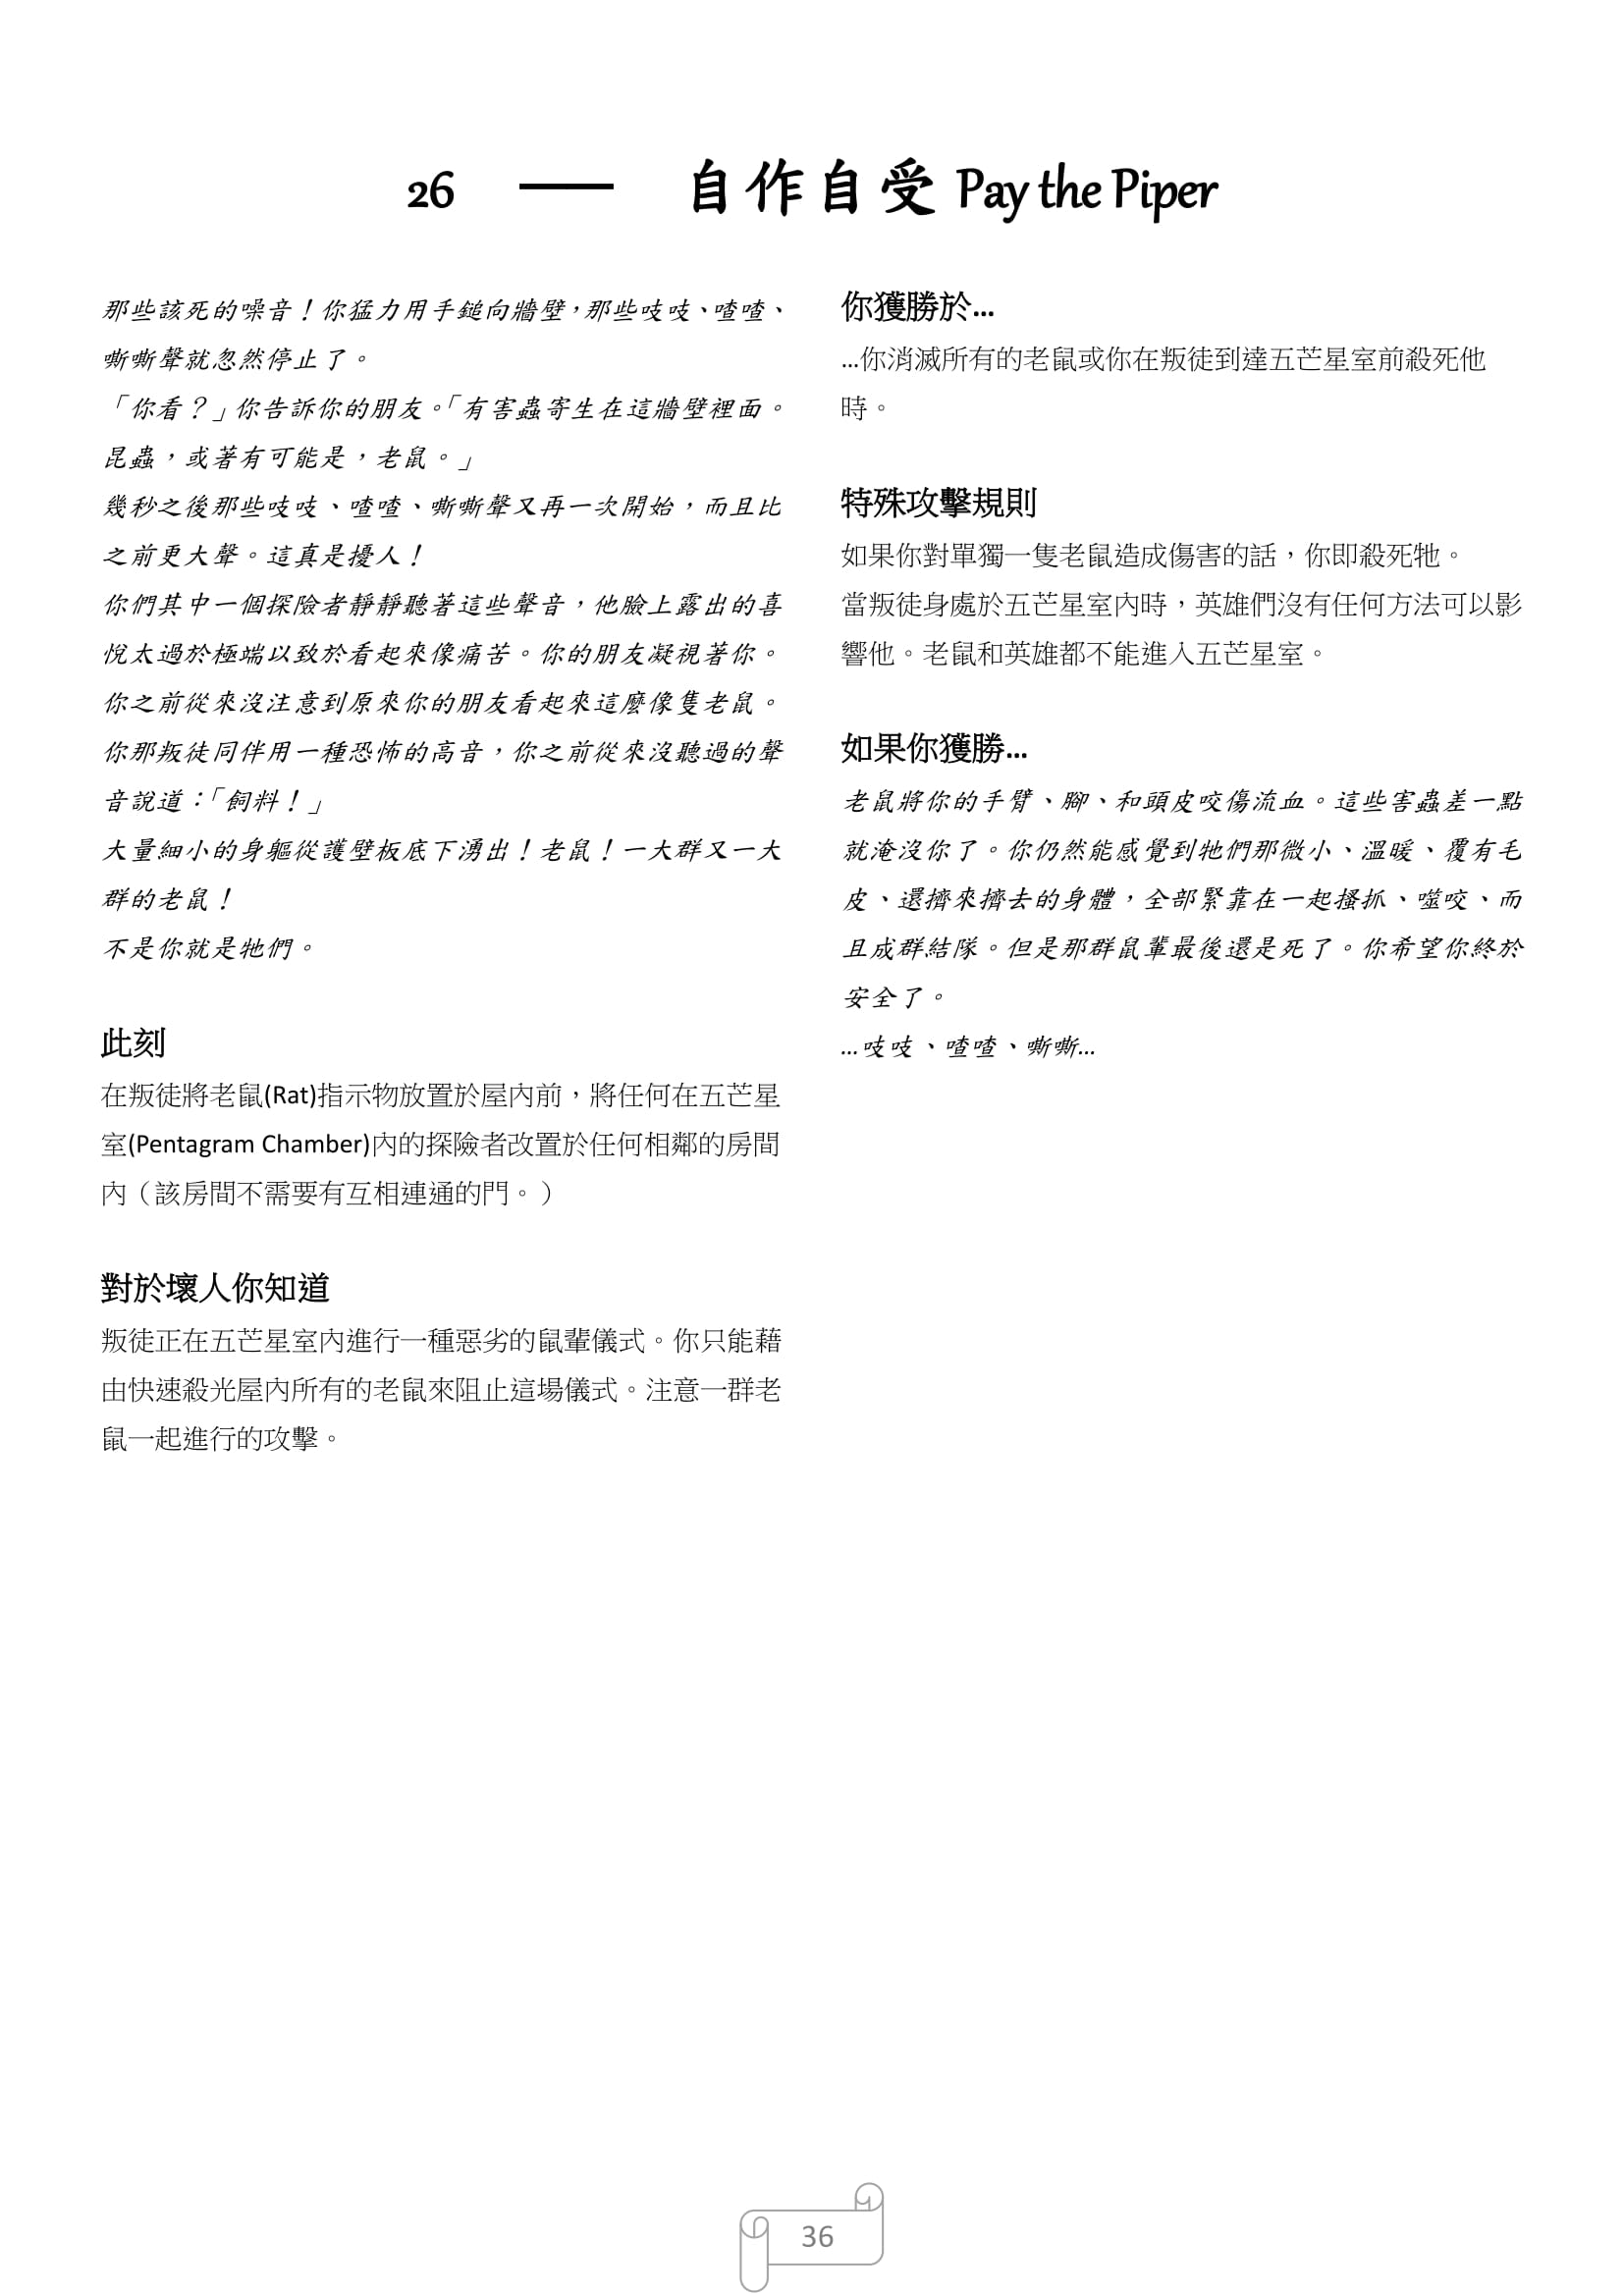 26 — 自作自受 Pay the Piper
那些該死的噪音！你猛力用手鎚向牆壁，那些吱吱、喳喳、
嘶嘶聲就忽然停止了。
「你看？」你告訴你的朋友。「有害蟲寄生在這牆壁裡面。
昆蟲，或著有可能是，老鼠。」
幾秒之後那些吱吱、喳喳、嘶嘶聲又再一次開始，而且比
之前更大聲。這真是擾人！
你們其中一個探險者靜靜聽著這些聲音，他臉上露出的喜
悅太過於極端以致於看起來像痛苦。你的朋友凝視著你。
你之前從來沒注意到原來你的朋友看起來這麼像隻老鼠。
你那叛徒同伴用一種恐怖的高音，你之前從來沒聽過的聲
音說道：「飼料！」
大量細小的身軀從護壁板底下湧出！老鼠！一大群又一大
群的老鼠！
不是你就是牠們。
此刻
在叛徒將老鼠(Rat)指示物放置於屋內前，將任何在五芒星
室(Pentagram Chamber)內的探險者改置於任何相鄰的房間
內（該房間不需要有互相連通的門。）
對於壞人你知道
叛徒正在五芒星室內進行一種惡劣的鼠輩儀式。你只能藉
由快速殺光屋內所有的老鼠來阻止這場儀式。注意一群老
鼠一起進行的攻擊。
你獲勝於...
...你消滅所有的老鼠或你在叛徒到達五芒星室前殺死他
時。
特殊攻擊規則
如果你對單獨一隻老鼠造成傷害的話，你即殺死牠。
當叛徒身處於五芒星室內時，英雄們沒有任何方法可以影
響他。老鼠和英雄都不能進入五芒星室。
如果你獲勝...
老鼠將你的手臂、腳、和頭皮咬傷流血。這些害蟲差一點
就淹沒你了。你仍然能感覺到牠們那微小、溫暖、覆有毛
皮、還擠來擠去的身體，全部緊靠在一起搔抓、噬咬、而
且成群結隊。但是那群鼠輩最後還是死了。你希望你終於
安全了。
...吱吱、喳喳、嘶嘶...
36